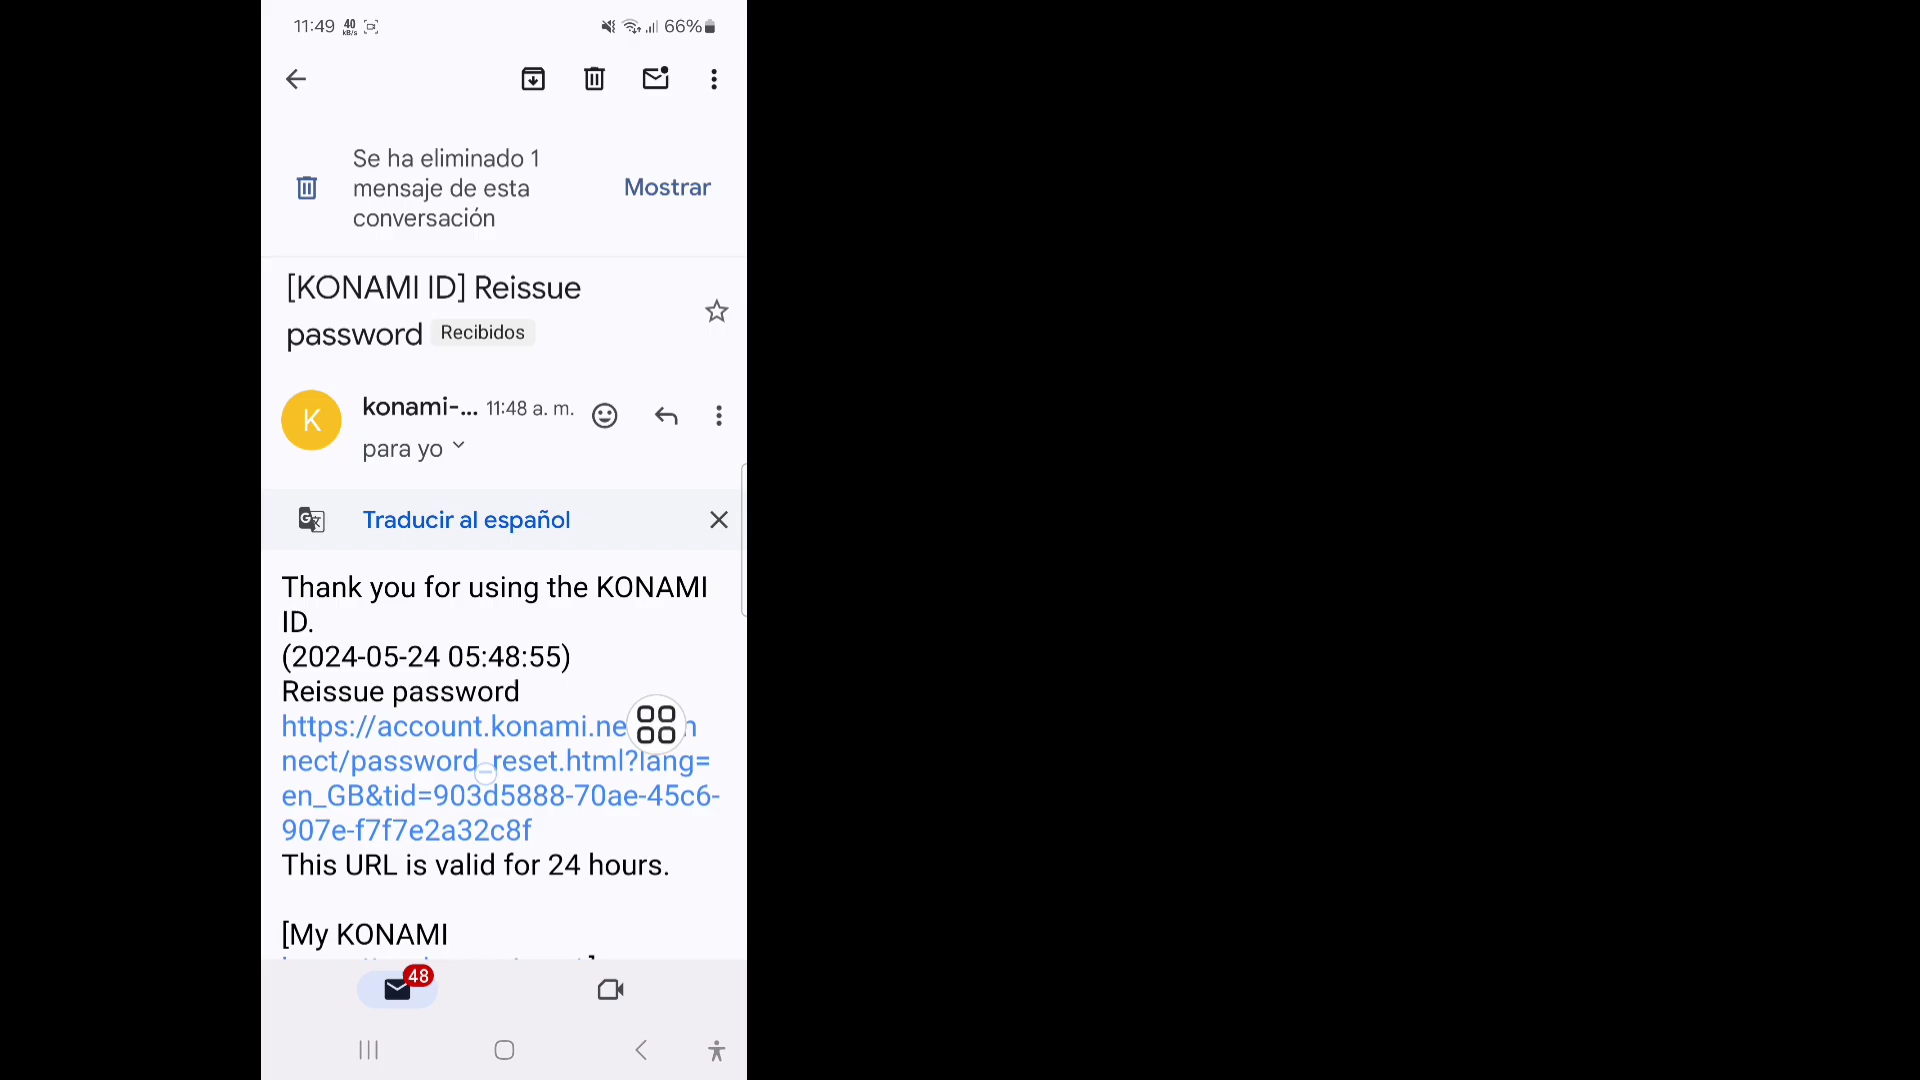 11:49 40 kB/s 66%
Se ha eliminado 1
mensaje de esta
conversación
Mostrar
[KONAMI ID] Reissue
password Recibidos
K
konami-... 11:48 a. m.
para yo
Traducir al español
Thank you for using the KONAMI
ID.
(2024-05-24 05:48:55)
Reissue password
https://account.konami.ne n
nect/password_reset.html?lang=
en_GB&tid=903d5888-70ae-45c6-
907e-f7f7e2a32c8f
This URL is valid for 24 hours.
[My KONAMI
48